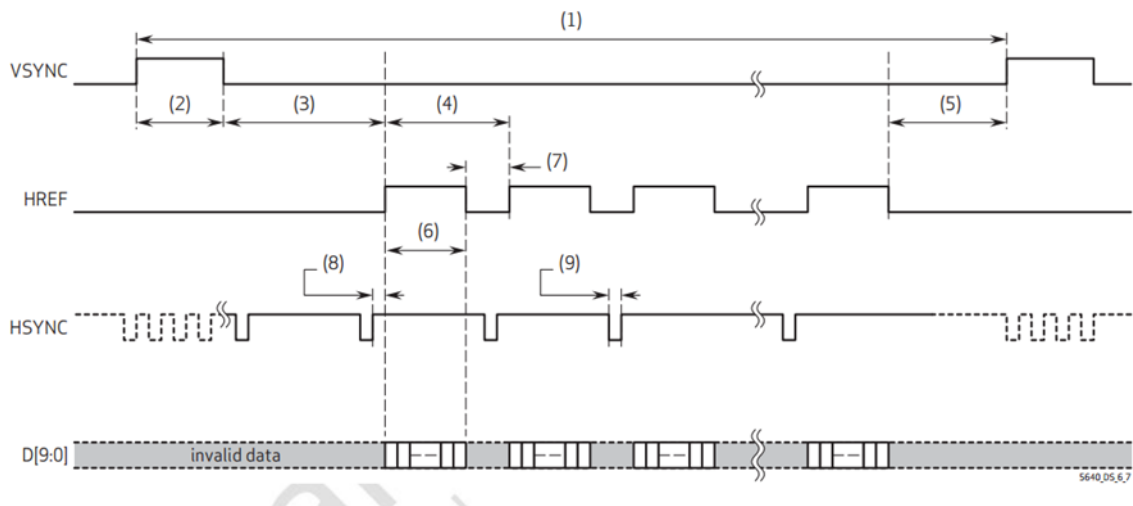 (1)
VSYNC
(2) (3) (4) (5)
(7)
HREF
(6)
(8) (9)
HSYNC
D[9:0] invalid data
5640_DS_6_7